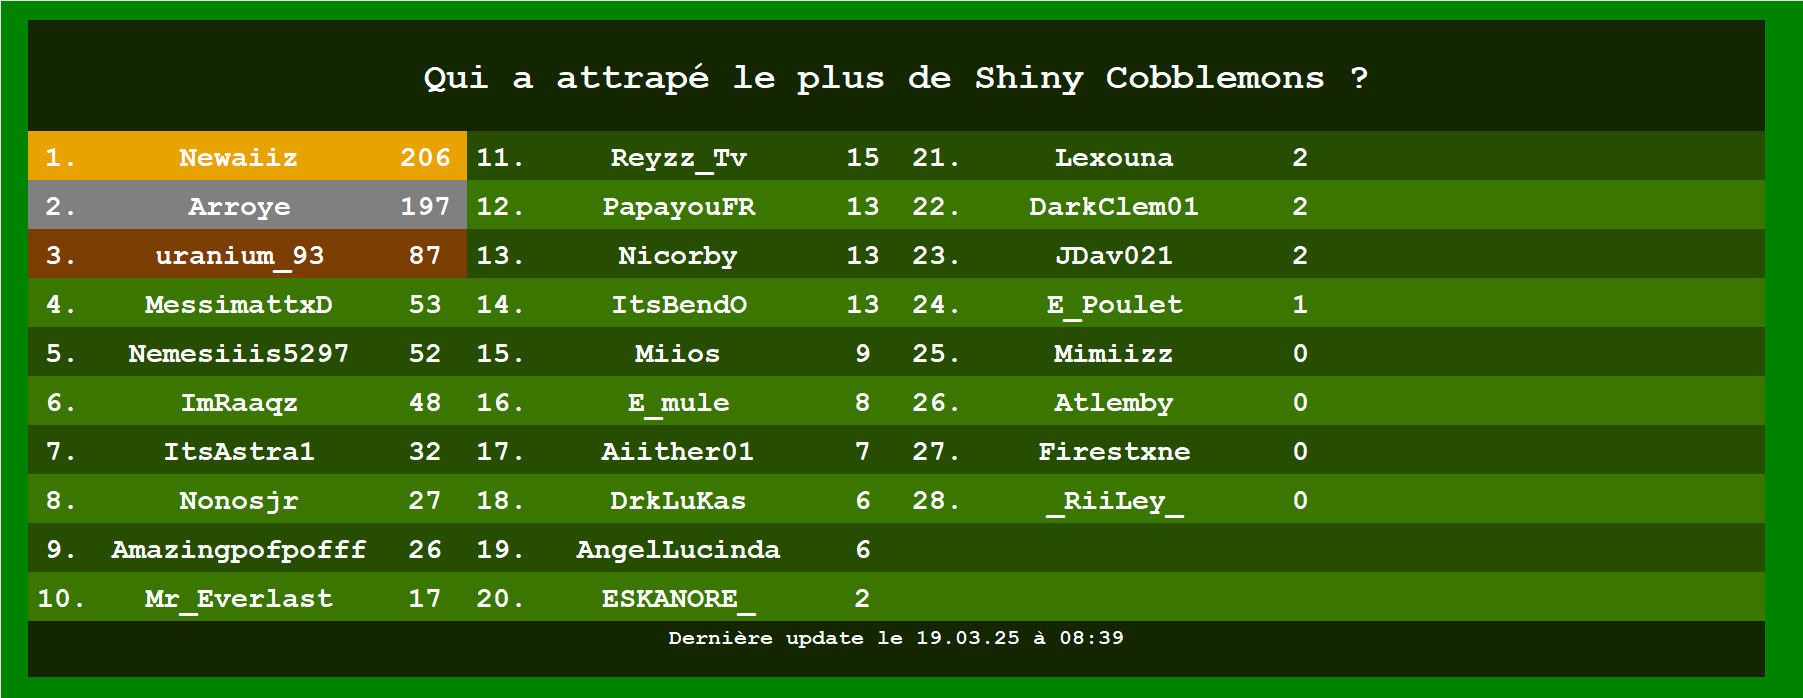 Qui a attrapé le plus de Shiny Cobblemons ?
1. Newaiiz 206 11. Reyzz_Tv 15 21. Lexouna 2
2. Arroye 197 12. PapayouFR 13 22. DarkClem01 2
3. uranium_93 87 13. Nicorby 13 23. JDav021 2
4. MessimattxD 53 14. ItsBendO 13 24. E_Poulet 1
5. Nemesiiis5297 52 15. Miios 9 25. Mimiizz 0
6. ImRaaqz 48 16. E_mule 8 26. Atlemby 0
7. ItsAstra1 32 17. Aiither01 7 27. Firestxne 0
8. Nonosjr 27 18. DrkLuKas 6 28. _RiiLey_ 0
9. Amazingpofpofff 26 19. AngelLucinda 6
10. Mr_Everlast 17 20. ESKANORE_ 2
Dernière update le 19.03.25 à 08:39